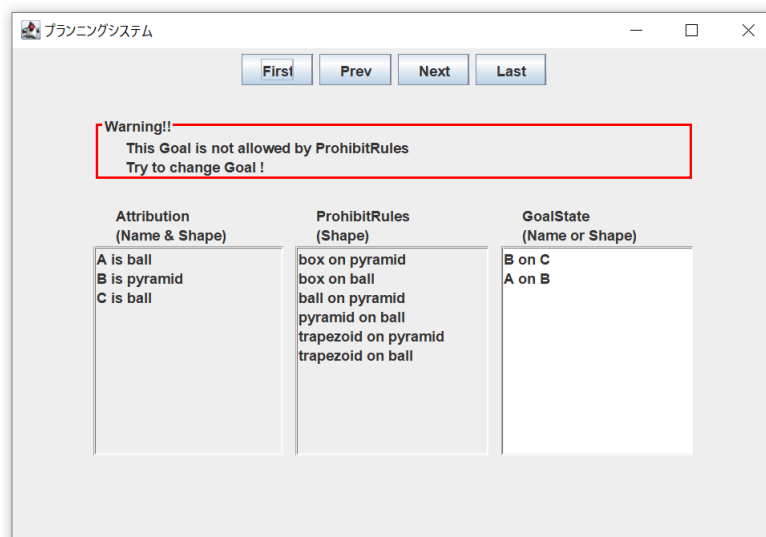 プランニングシステム
First Prev Next Last
Warning!!
This Goal is not allowed by ProhibitRules
Try to change Goal !
Attribution
(Name & Shape)
A is ball
B is pyramid
C is ball
ProhibitRules
(Shape)
box on pyramid
box on ball
ball on pyramid
pyramid on ball
trapezoid on pyramid
trapezoid on ball
GoalState
(Name or Shape)
B on C
A on B